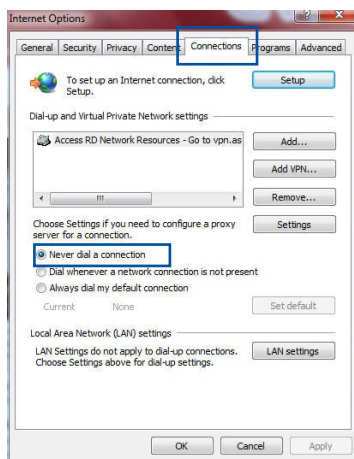 Internet Options
General Security Privacy Content Connections Programs Advanced
To set up an Internet connection, click
Setup.
Setup
Dial-up and Virtual Private Network settings
Access RD Network Resources - Go to vpn.as
Add...
Add VPN...
Remove...
Choose Settings if you need to configure a proxy
server for a connection.
Settings
Never dial a connection
Dial whenever a network connection is not present
Always dial my default connection
Current None
Set default
Local Area Network (LAN) settings
LAN Settings do not apply to dial-up connections.
Choose Settings above for dial-up settings.
LAN settings
OK Cancel Apply